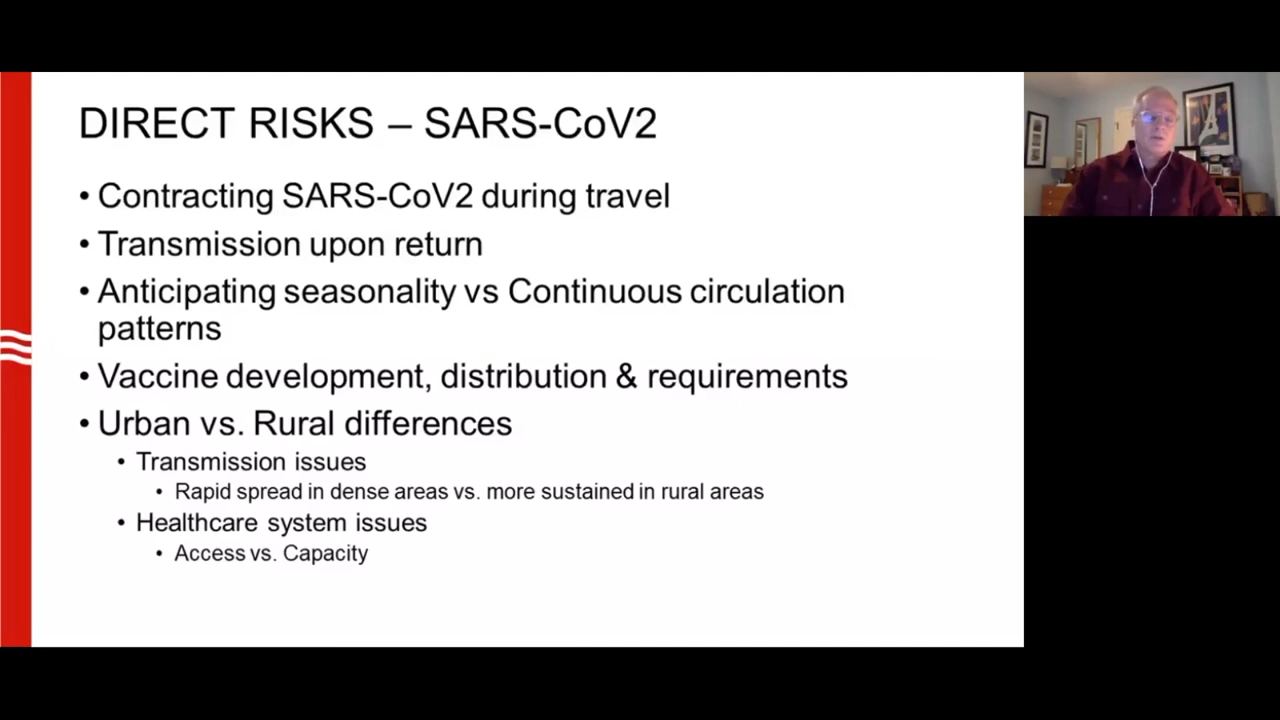 DIRECT RISKS – SARS-CoV2
• Contracting SARS-CoV2 during travel
• Transmission upon return
• Anticipating seasonality vs Continuous circulation
patterns
• Vaccine development, distribution & requirements
• Urban vs. Rural differences
• Transmission issues
• Rapid spread in dense areas vs. more sustained in rural areas
• Healthcare system issues
• Access vs. Capacity